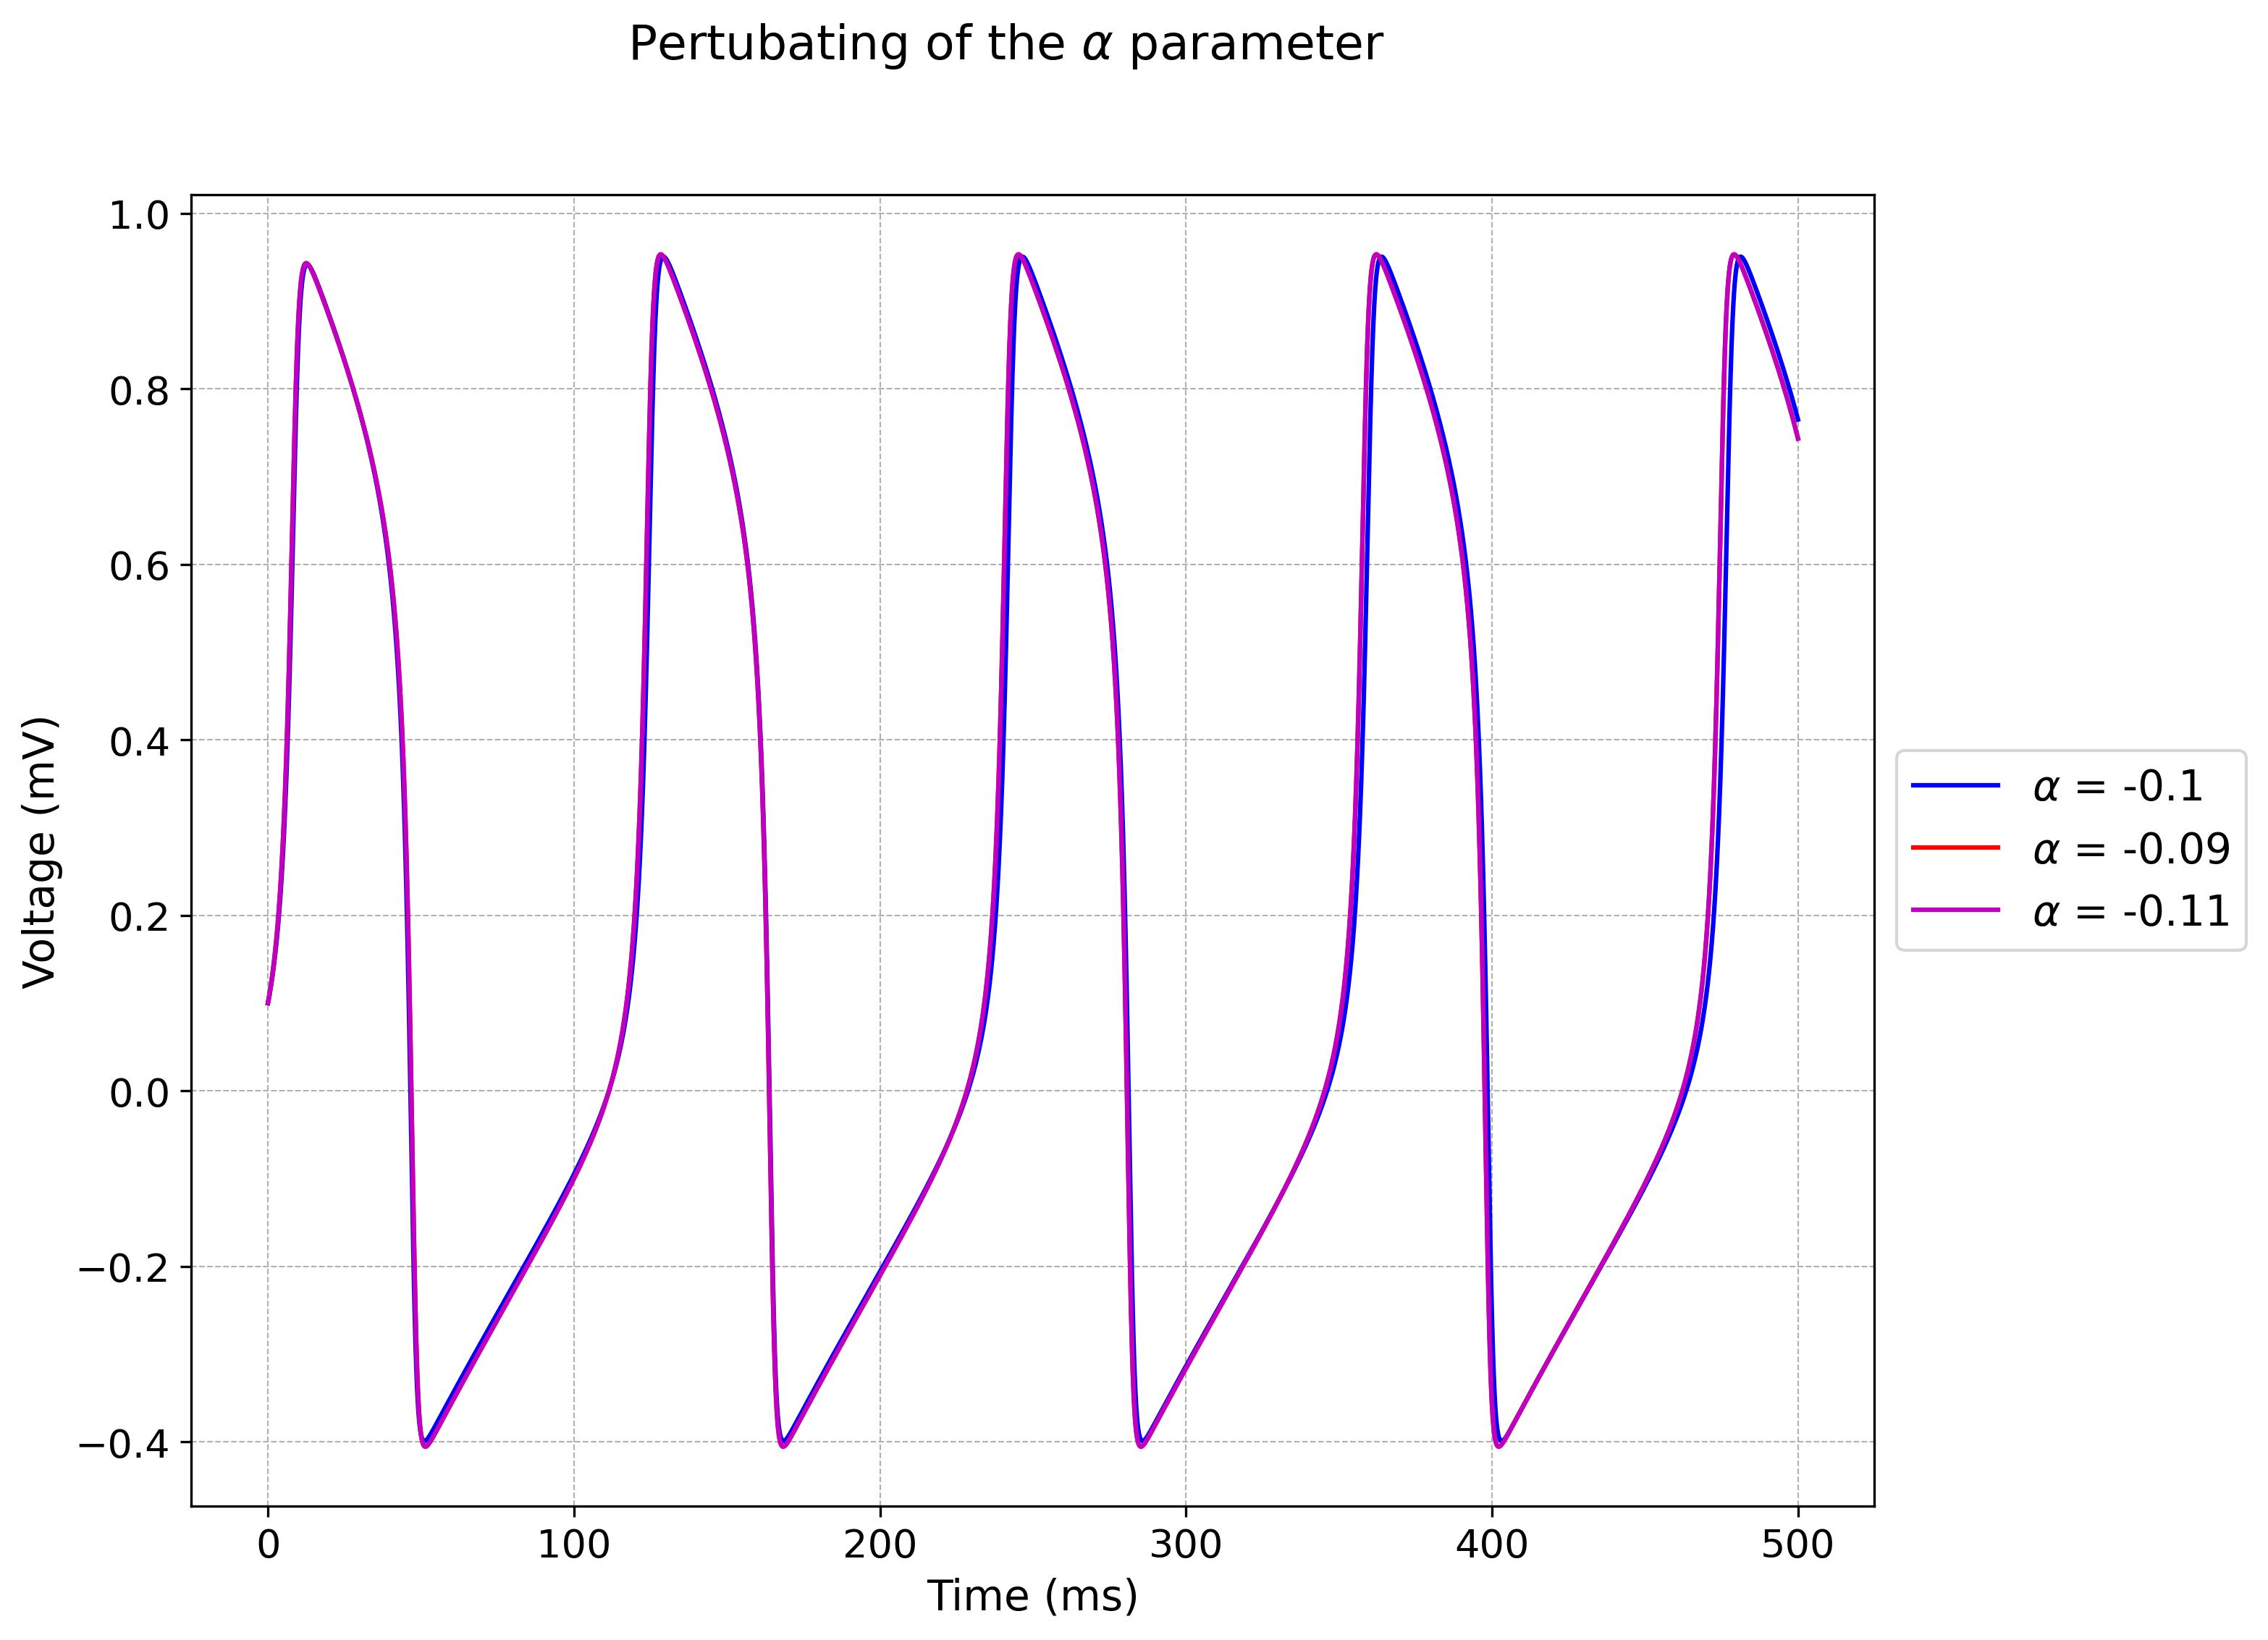 Pertubating of the α parameter
1.0
0.8
0.6
0.4
0.2
0.0
−0.2
−0.4
Voltage (mV)
0 100 200 300 400 500
Time (ms)
α = -0.1
α = -0.09
α = -0.11